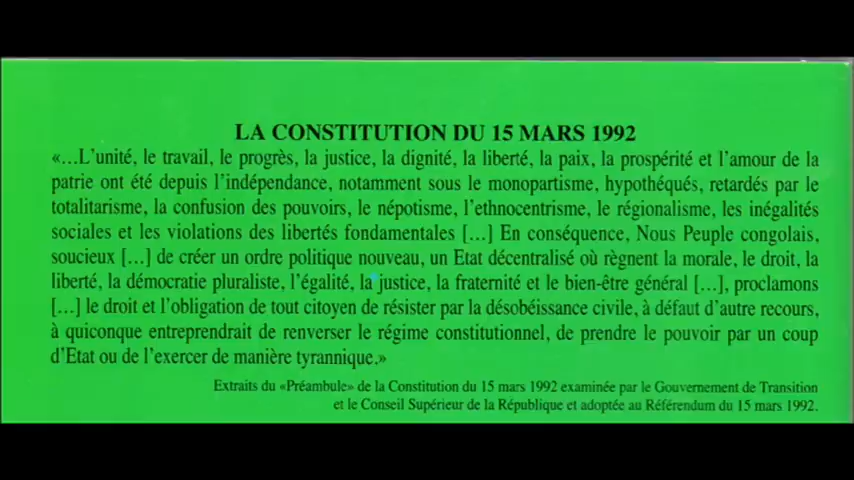 LA CONSTITUTION DU 15 MARS 1992
«...L'unité, le travail, le progrès, la justice, la dignité, la liberté, la paix, la prospérité et l'amour de la
patrie ont été depuis l'indépendance, notamment sous le monopartisme, hypothéqués, retardés par le
totalitarisme, la confusion des pouvoirs, le népotisme, l'ethnocentrisme, le régionalisme, les inégalités
sociales et les violations des libertés fondamentales [...] En conséquence, Nous Peuple congolais,
soucieux [...] de créer un ordre politique nouveau, un Etat décentralisé où règnent la morale, le droit, la
liberté, la démocratie pluraliste, l'égalité, la justice, la fraternité et le bien-être général [...], proclamons
[...] le droit et l'obligation de tout citoyen de résister par la désobéissance civile, à défaut d'autre recours,
à quiconque entreprendrait de renverser le régime constitutionnel, de prendre le pouvoir par un coup
d'Etat ou de l'exercer de manière tyrannique.»
Extraits du «Préambule» de la Constitution du 15 mars 1992 examinée par le Gouvernement de Transition
et le Conseil Supérieur de la République et adoptée au Référendum du 15 mars 1992.